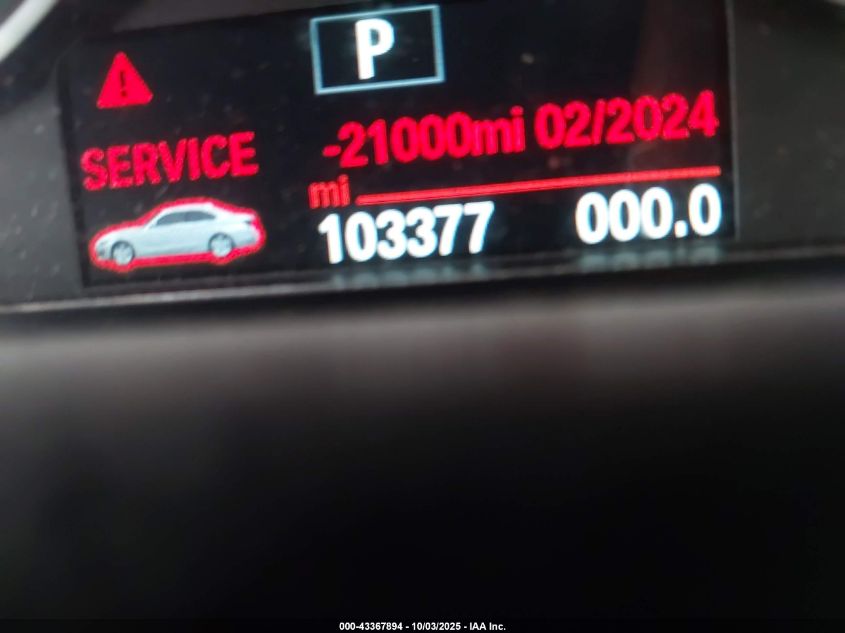 P
SERVICE
-21000mi 02/2024
mi
103377 000.0
000-43367894 - 10/03/2025 - IAA Inc.